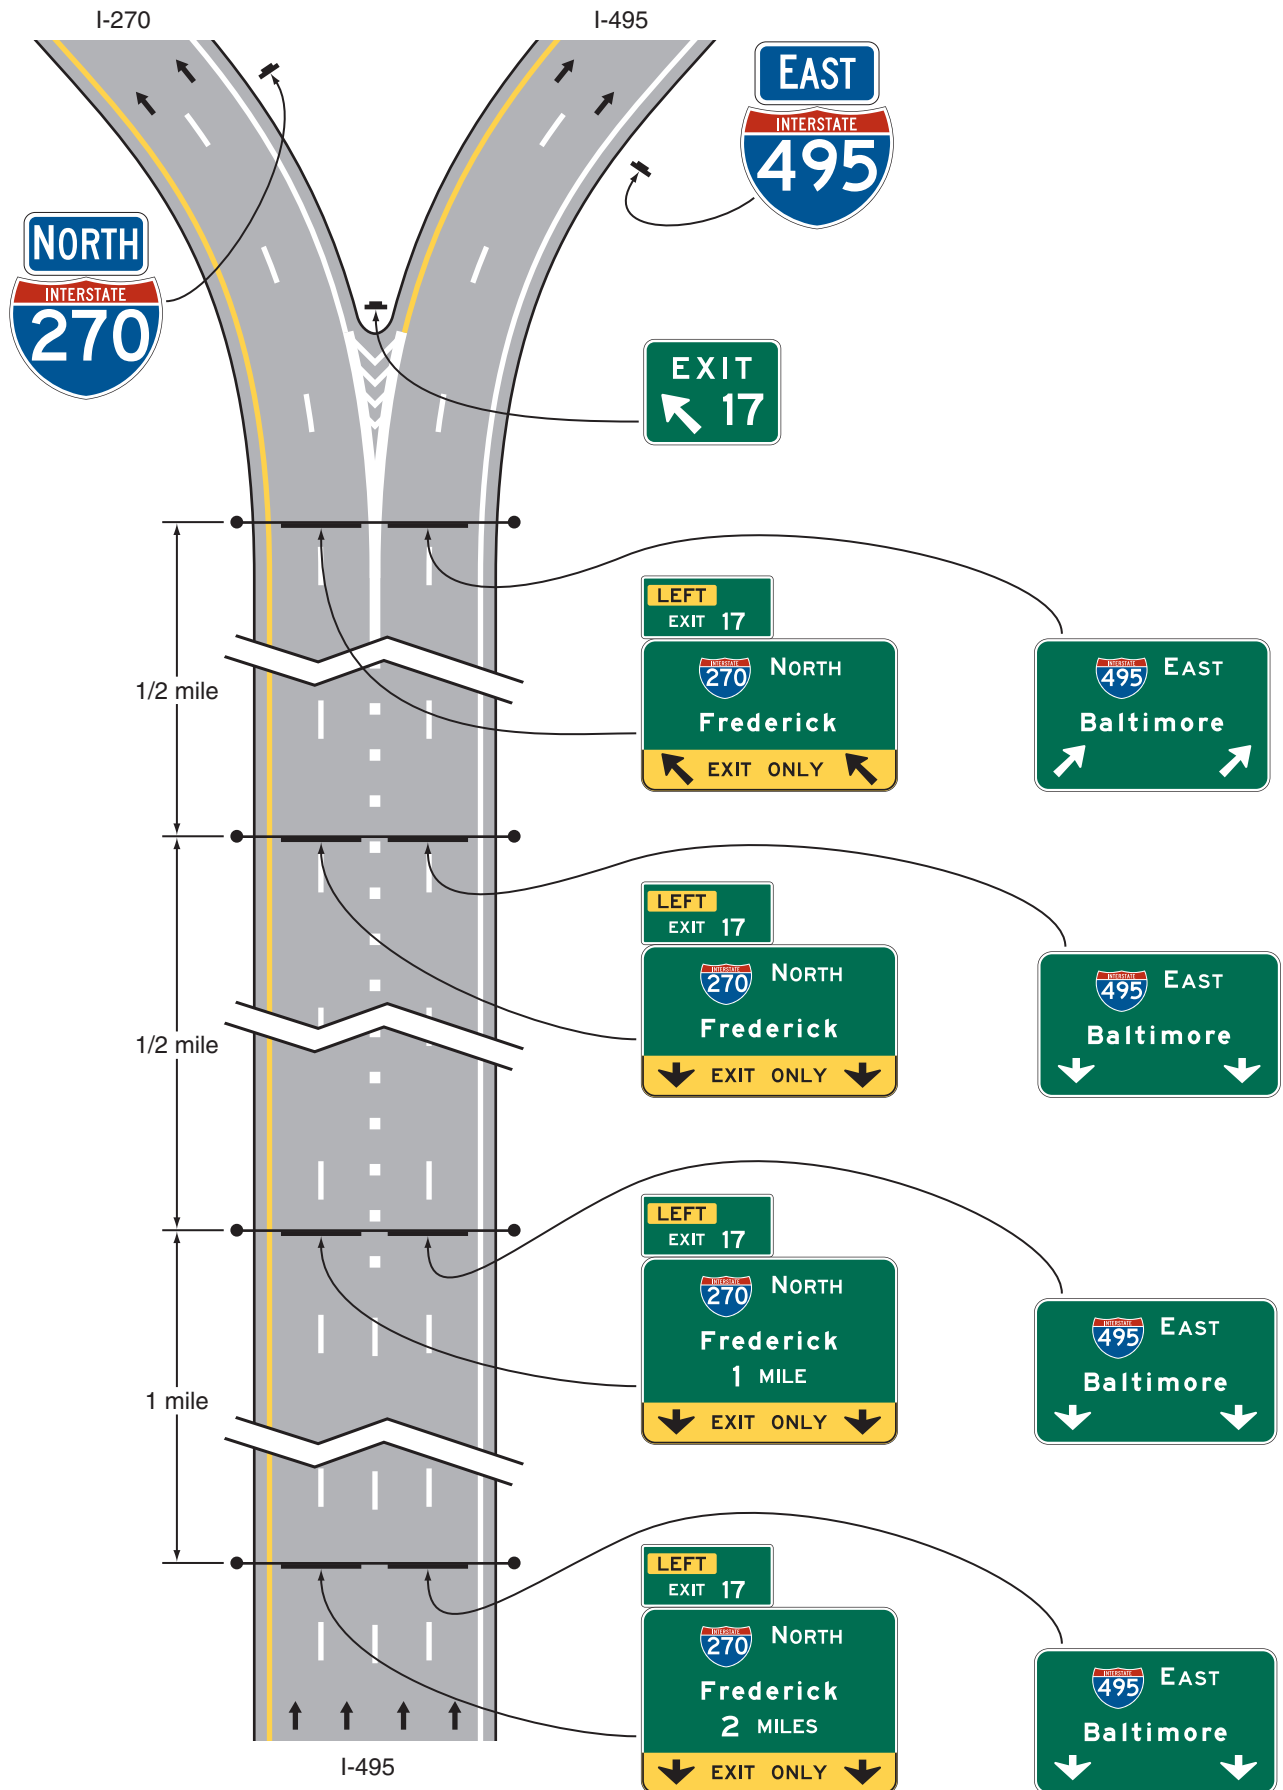 I-270
I-495
EAST
INTERSTATE
495
NORTH
INTERSTATE
270
EXIT
17
1/2 mile
LEFT
EXIT 17
INTERSTATE
270 NORTH
Frederick
EXIT ONLY
INTERSTATE
495 EAST
Baltimore
1/2 mile
LEFT
EXIT 17
INTERSTATE
270 NORTH
Frederick
EXIT ONLY
INTERSTATE
495 EAST
Baltimore
1 mile
LEFT
EXIT 17
INTERSTATE
270 NORTH
Frederick
1 MILE
EXIT ONLY
INTERSTATE
495 EAST
Baltimore
LEFT
EXIT 17
INTERSTATE
270 NORTH
Frederick
2 MILES
EXIT ONLY
INTERSTATE
495 EAST
Baltimore
I-495